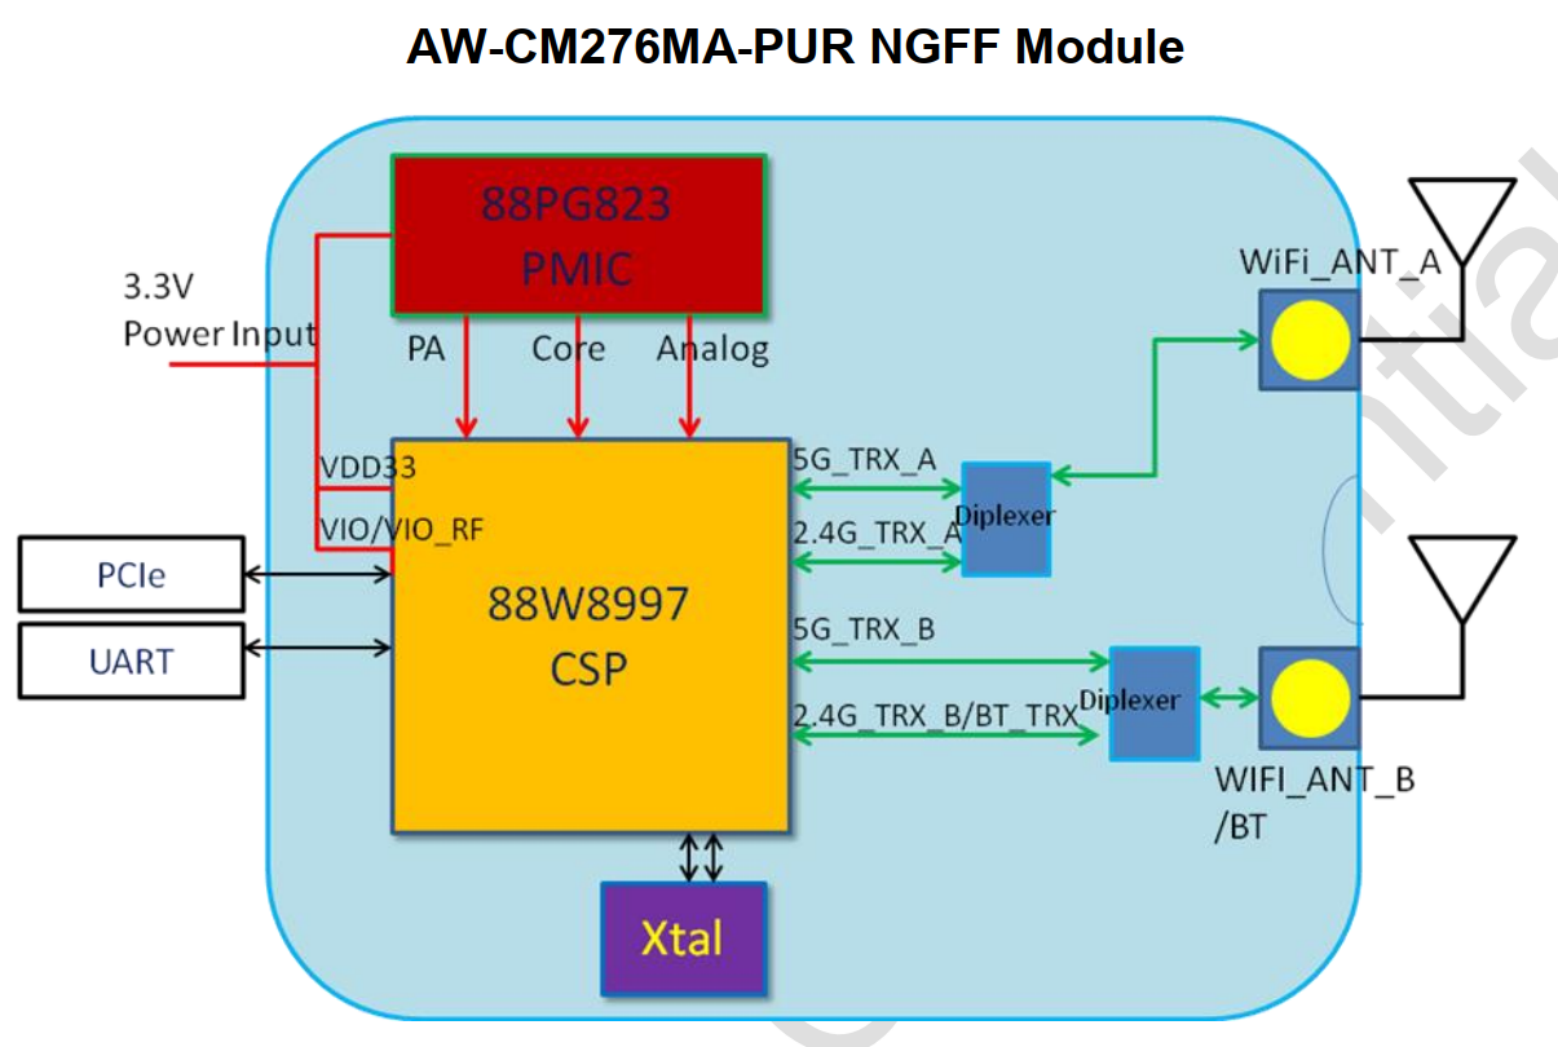 AW-CM276MA-PUR NGFF Module
88PG823
PMIC
3.3V
Power Input
PA
Core
Analog
WiFi_ANT_A
VDD33
VIO/VIO_RF
5G_TRX_A
2.4G_TRX_A
Diplexer
PCIe
UART
88W8997
CSP
5G_TRX_B
2.4G_TRX_B/BT_TRX
Diplexer
WIFI_ANT_B
/BT
Xtal